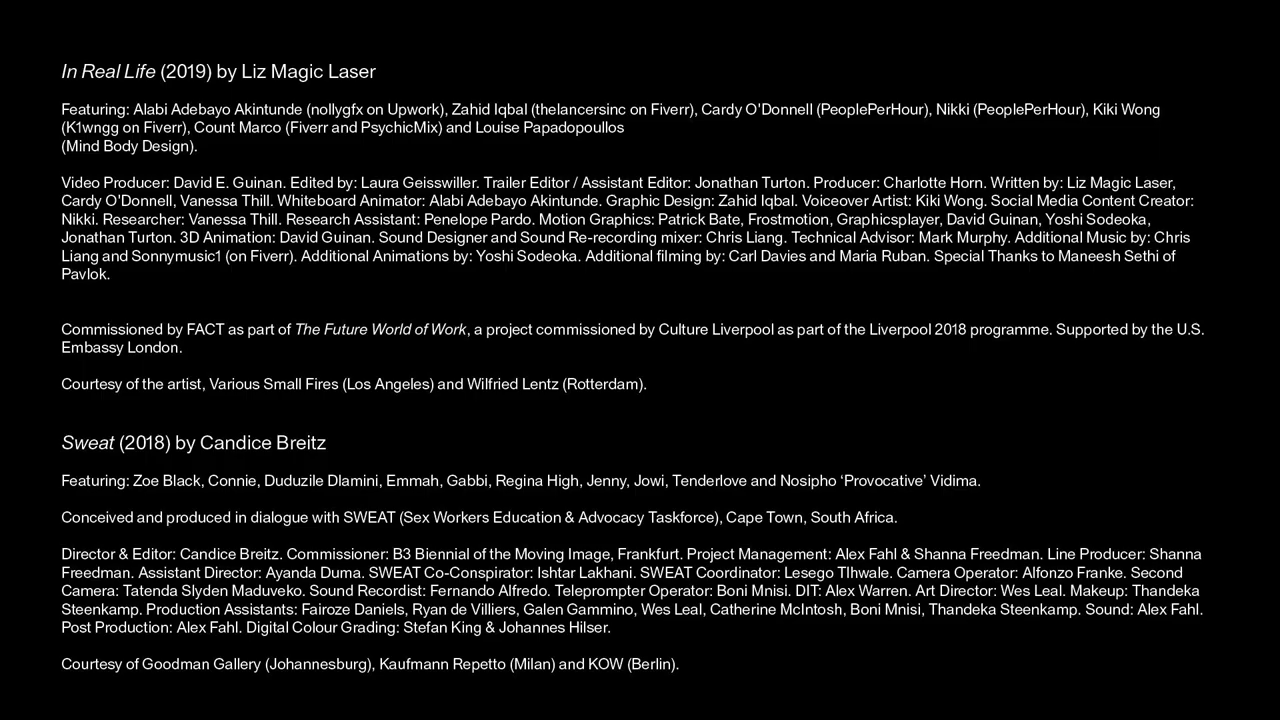 In Real Life (2019) by Liz Magic Laser
Featuring: Alabi Adebayo Akintunde (nollygfx on Upwork), Zahid Iqbal (thelancersinc on Fiverr), Cardy O'Donnell (PeoplePerHour), Nikki (PeoplePerHour), Kiki Wong
(K1wngg on Fiverr), Count Marco (Fiverr and PsychicMix) and Louise Papadopoullos
(Mind Body Design).
Video Producer: David E. Guinan. Edited by: Laura Geisswiller. Trailer Editor / Assistant Editor: Jonathan Turton. Producer: Charlotte Horn. Written by: Liz Magic Laser,
Cardy O'Donnell, Vanessa Thill. Whiteboard Animator: Alabi Adebayo Akintunde. Graphic Design: Zahid Iqbal. Voiceover Artist: Kiki Wong. Social Media Content Creator:
Nikki. Researcher: Vanessa Thill. Research Assistant: Penelope Pardo. Motion Graphics: Patrick Bate, Frostmotion, Graphicsplayer, David Guinan, Yoshi Sodeoka,
Jonathan Turton. 3D Animation: David Guinan. Sound Designer and Sound Re-recording mixer: Chris Liang. Technical Advisor: Mark Murphy. Additional Music by: Chris
Liang and Sonnymusic1 (on Fiverr). Additional Animations by: Yoshi Sodeoka. Additional filming by: Carl Davies and Maria Ruban. Special Thanks to Maneesh Sethi of
Pavlok.
Commissioned by FACT as part of The Future World of Work, a project commissioned by Culture Liverpool as part of the Liverpool 2018 programme. Supported by the U.S.
Embassy London.
Courtesy of the artist, Various Small Fires (Los Angeles) and Wilfried Lentz (Rotterdam).
Sweat (2018) by Candice Breitz
Featuring: Zoe Black, Connie, Duduzile Dlamini, Emmah, Gabbi, Regina High, Jenny, Jowi, Tenderlove and Nosipho ‘Provocative’ Vidima.
Conceived and produced in dialogue with SWEAT (Sex Workers Education & Advocacy Taskforce), Cape Town, South Africa.
Director & Editor: Candice Breitz. Commissioner: B3 Biennial of the Moving Image, Frankfurt. Project Management: Alex Fahl & Shanna Freedman. Line Producer: Shanna
Freedman. Assistant Director: Ayanda Duma. SWEAT Co-Conspirator: Ishtar Lakhani. SWEAT Coordinator: Lesego Tlhwale. Camera Operator: Alfonzo Franke. Second
Camera: Tatenda Slyden Maduveko. Sound Recordist: Fernando Alfredo. Teleprompter Operator: Boni Mnisi. DIT: Alex Warren. Art Director: Wes Leal. Makeup: Thandeka
Steenkamp. Production Assistants: Fairoze Daniels, Ryan de Villiers, Galen Gammino, Wes Leal, Catherine McIntosh, Boni Mnisi, Thandeka Steenkamp. Sound: Alex Fahl.
Post Production: Alex Fahl. Digital Colour Grading: Stefan King & Johannes Hilser.
Courtesy of Goodman Gallery (Johannesburg), Kaufmann Repetto (Milan) and KOW (Berlin).